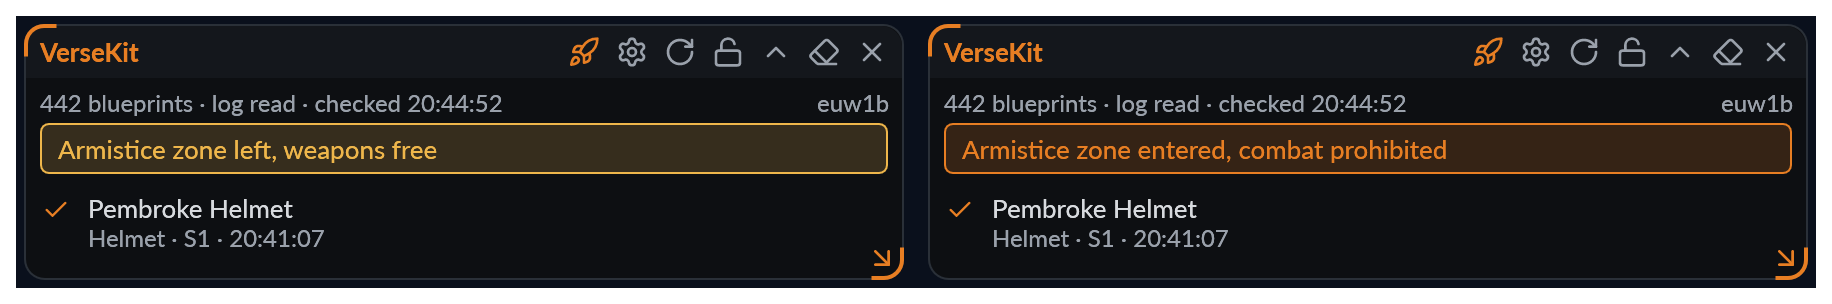 VerseKit
442 blueprints · log read · checked 20:44:52 euw1b
Armistice zone left, weapons free
Pembroke Helmet
Helmet · S1 · 20:41:07
VerseKit
442 blueprints · log read · checked 20:44:52 euw1b
Armistice zone entered, combat prohibited
Pembroke Helmet
Helmet · S1 · 20:41:07